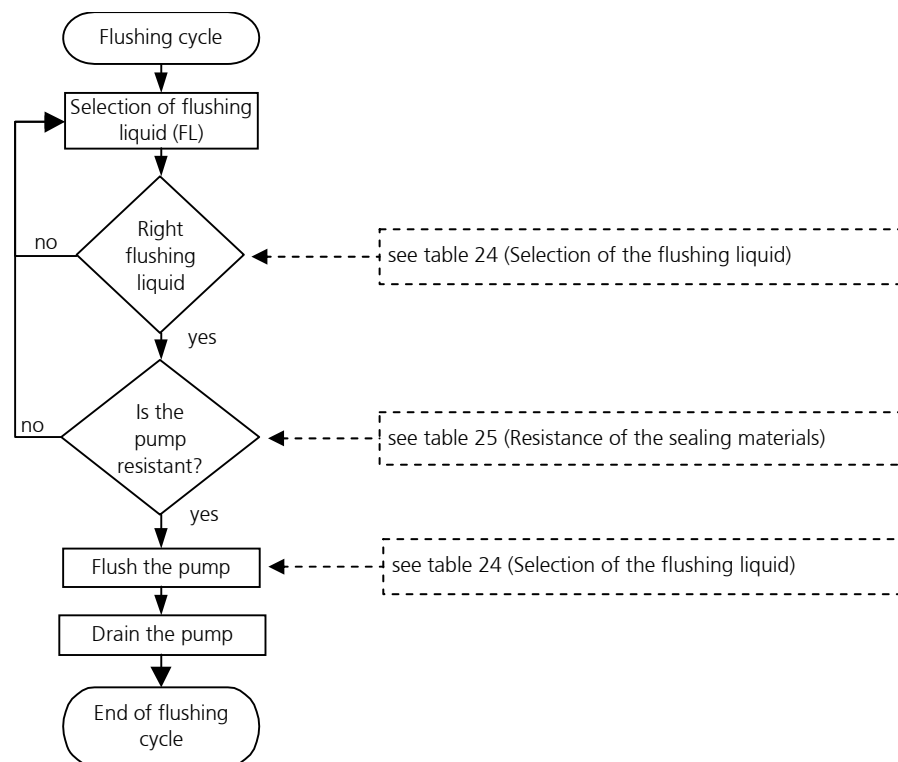 Flushing cycle
Selection of flushing
liquid (FL)
Right
flushing
liquid
no
see table 24 (Selection of the flushing liquid)
yes
Is the
pump
resistant?
no
see table 25 (Resistance of the sealing materials)
yes
Flush the pump
see table 24 (Selection of the flushing liquid)
Drain the pump
End of flushing
cycle